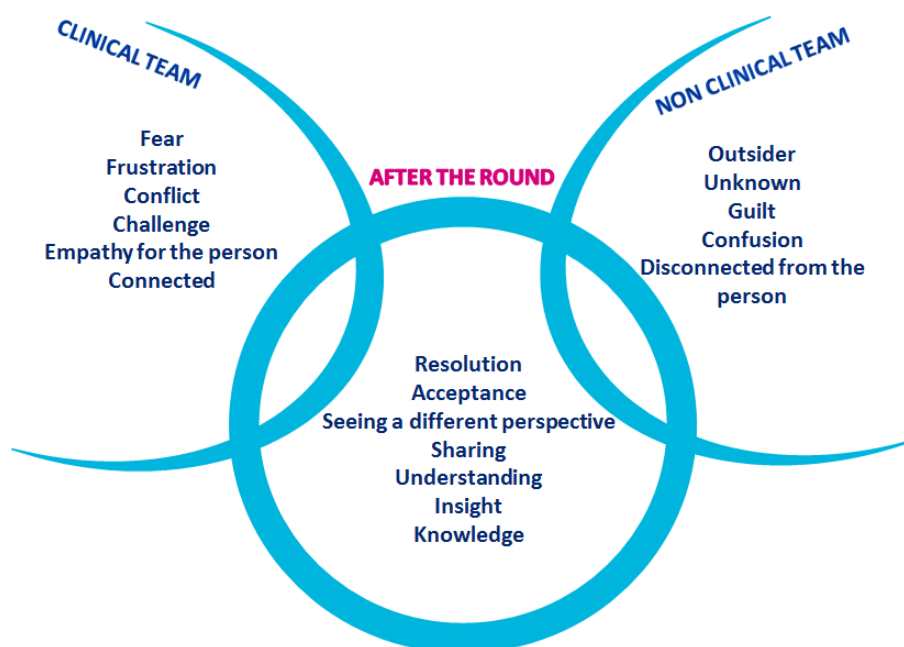 CLINICAL TEAM
Fear
Frustration
Conflict
Challenge
Empathy for the person
Connected
AFTER THE ROUND
Resolution
Acceptance
Seeing a different perspective
Sharing
Understanding
Insight
Knowledge
NON CLINICAL TEAM
Outsider
Unknown
Guilt
Confusion
Disconnected from the
person